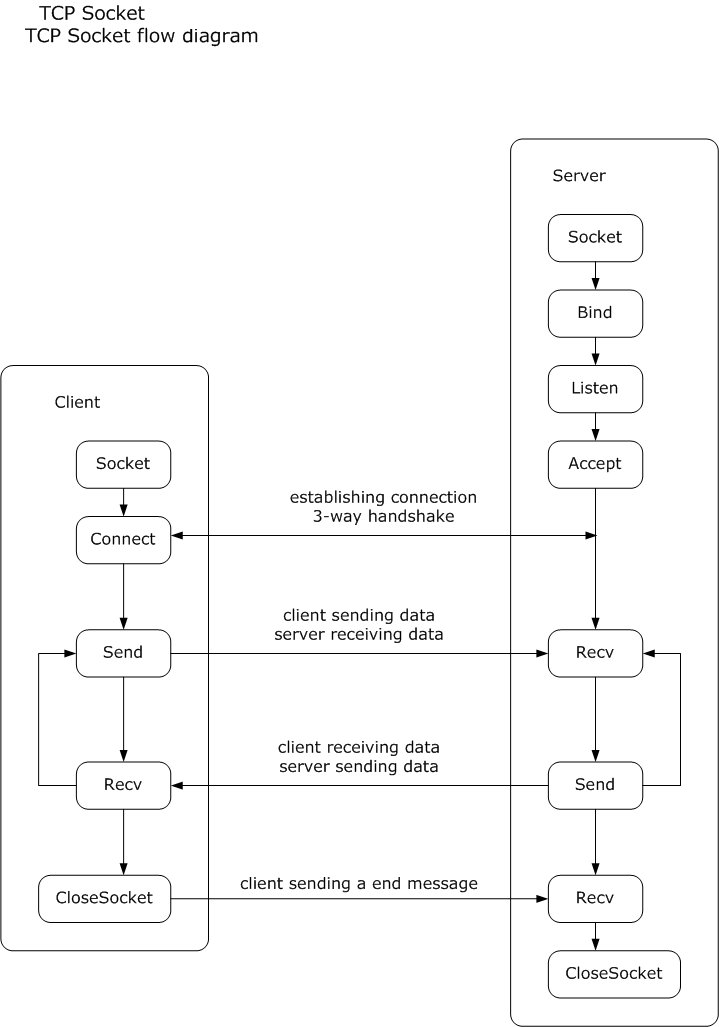 TCP Socket
TCP Socket flow diagram
Server
Socket
Bind
Listen
Accept
Client
Socket
Connect
establishing connection
3-way handshake
client sending data
server receiving data
Send
Recv
client receiving data
server sending data
Recv
Send
CloseSocket
client sending a end message
Recv
CloseSocket